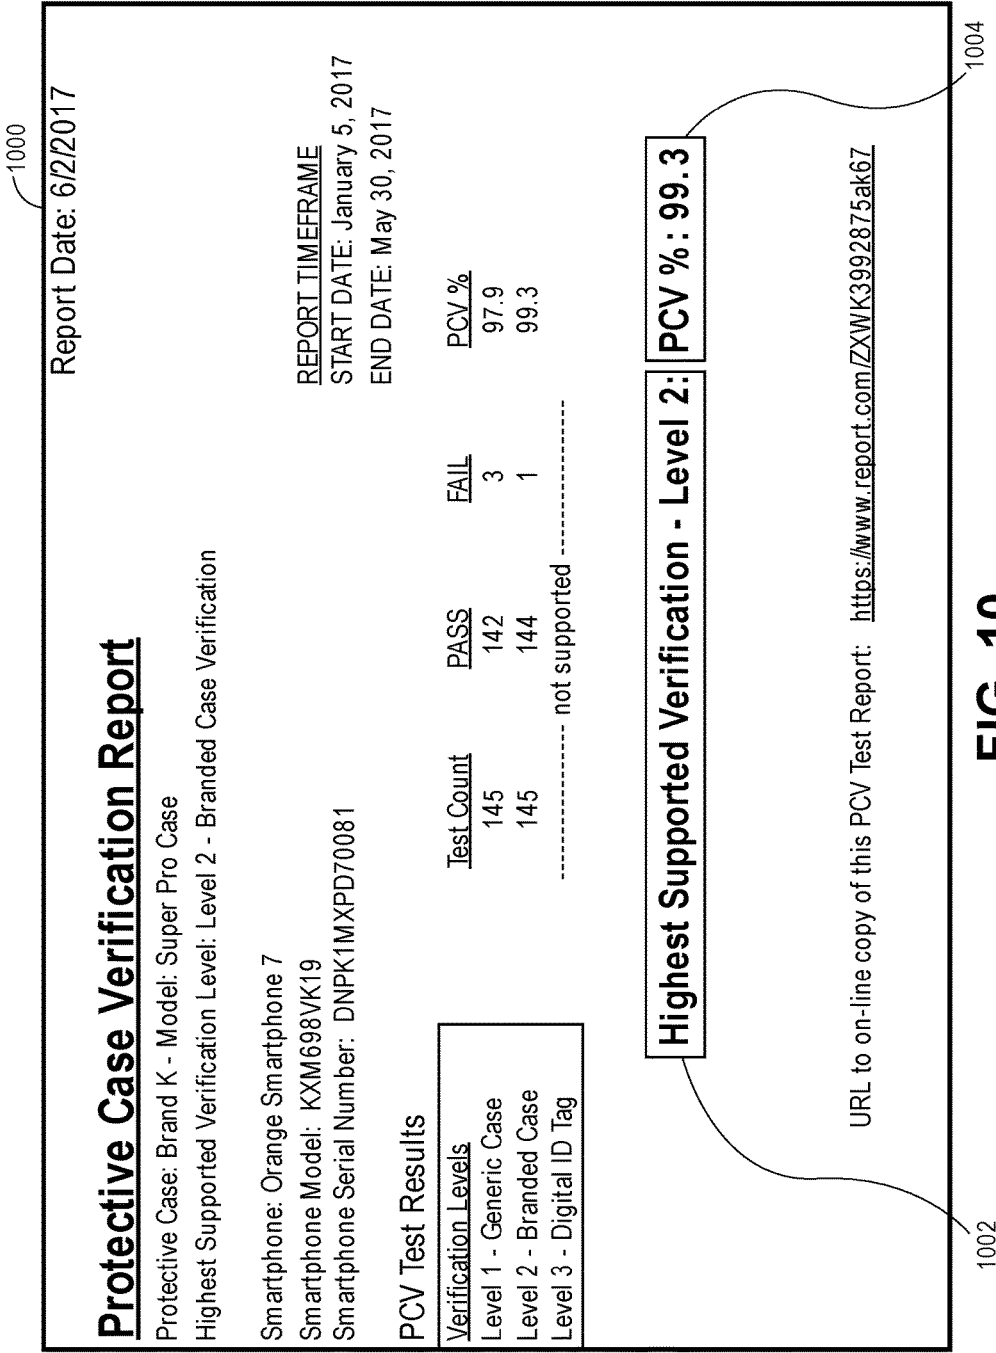 1000
Report Date: 6/2/2017
Protective Case Verification Report
Protective Case: Brand K - Model: Super Pro Case
Highest Supported Verification Level: Level 2 - Branded Case Verification
Smartphone: Orange Smartphone 7
Smartphone Model: KXM698VK19
Smartphone Serial Number: DNPK1MXPD70081
REPORT TIMEFRAME
START DATE: January 5, 2017
END DATE: May 30, 2017
PCV Test Results
Verification Levels Test Count PASS FAIL PCV %
Level 1 - Generic Case 145 142 3 97.9
Level 2 - Branded Case 145 144 1 99.3
Level 3 - Digital ID Tag ------------ not supported ------------
Highest Supported Verification - Level 2: PCV %: 99.3
URL to on-line copy of this PCV Test Report: https://www.report.com/ZXWK3992875ak67
1002
1004
FIG. 10